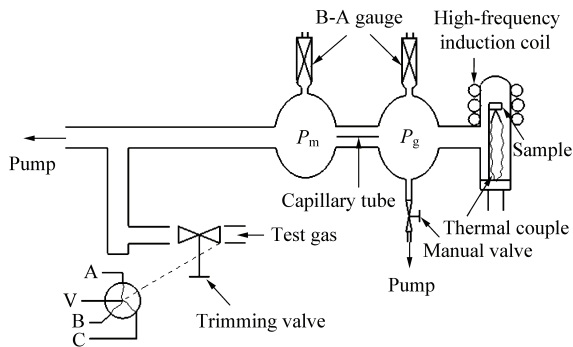 B-A gauge
High-frequency
induction coil
Pm
Pg
Pump
Sample
Capillary tube
Thermal couple
Manual valve
Test gas
Pump
A
V
B
C
Trimming valve